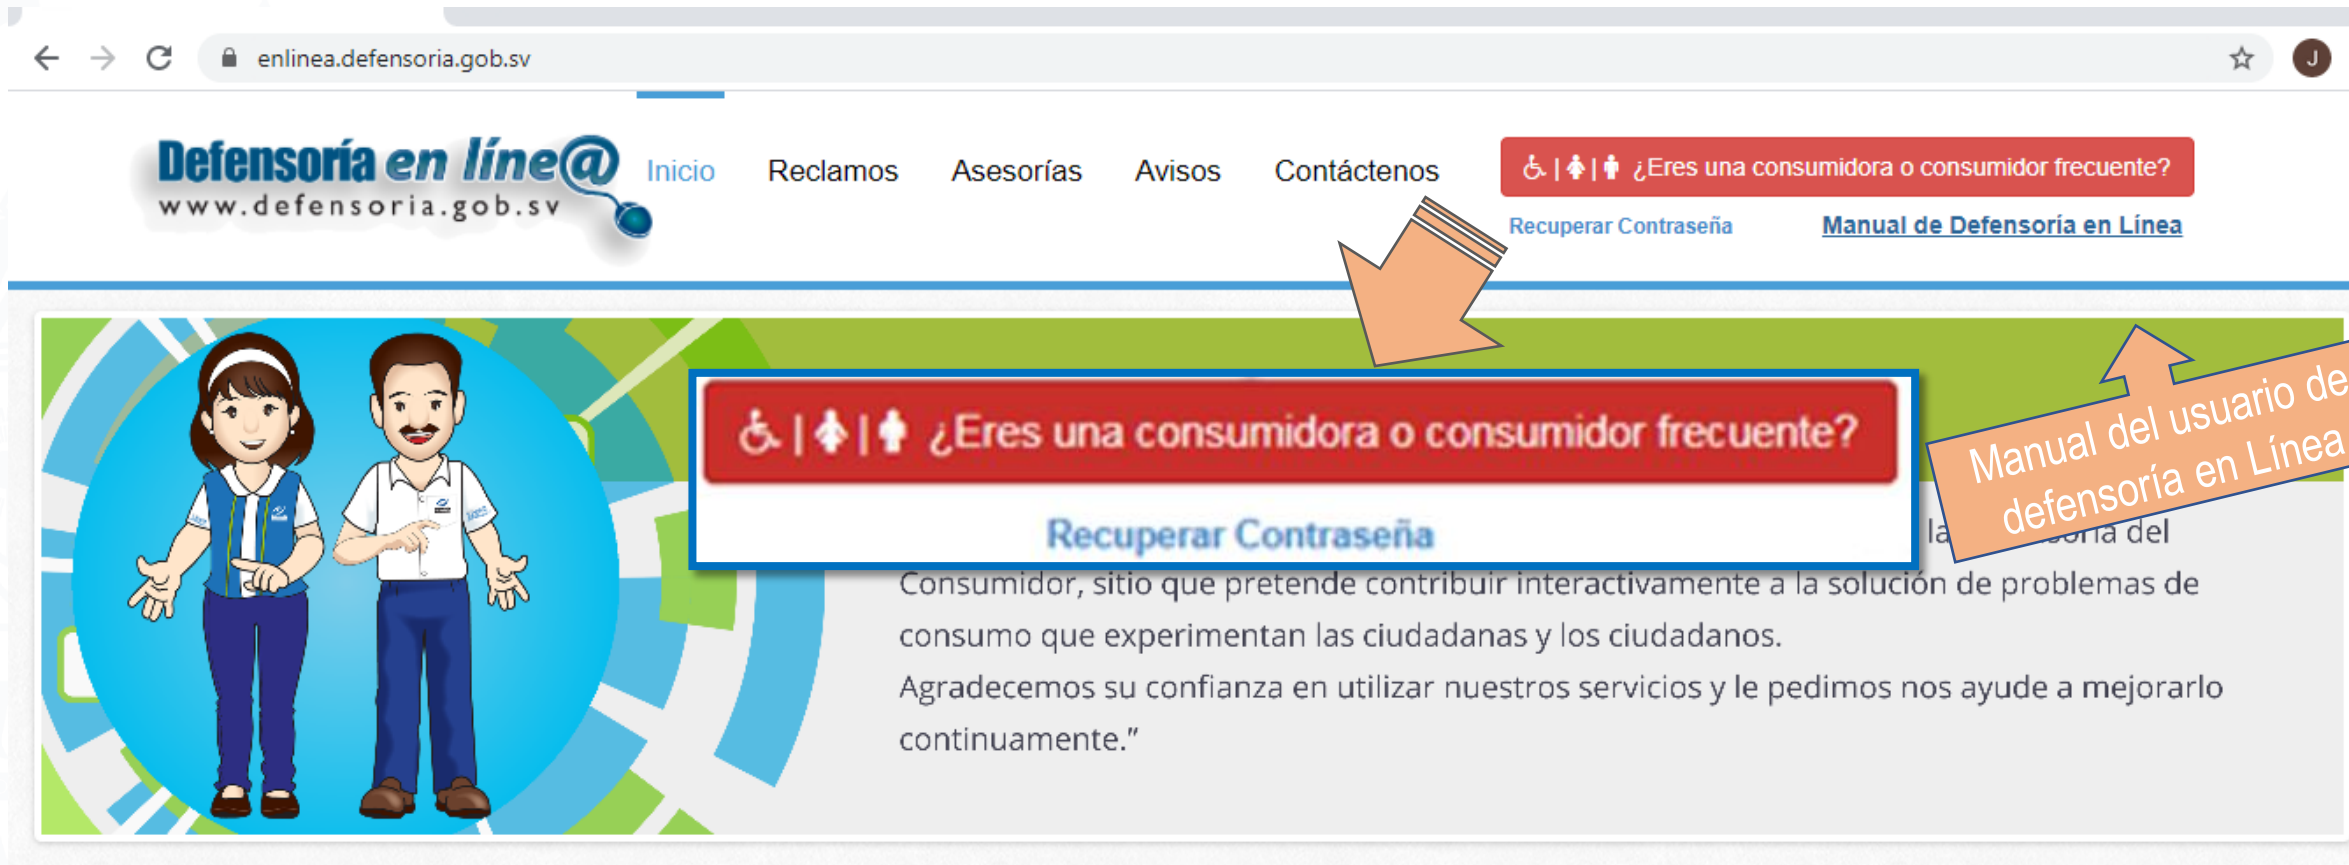 enlinea.defensoria.gob.sv
J
Defensoría en líne@
www.defensoria.gob.sv
Inicio Reclamos Asesorías Avisos Contáctenos
¿Eres una consumidora o consumidor frecuente?
Recuperar Contraseña Manual de Defensoría en Línea
¿Eres una consumidora o consumidor frecuente?
Recuperar Contraseña
Manual del usuario de
defensoría en Línea
la del
Consumidor, sitio que pretende contribuir interactivamente a la solución de problemas de
consumo que experimentan las ciudadanas y los ciudadanos.
Agradecemos su confianza en utilizar nuestros servicios y le pedimos nos ayude a mejorarlo
continuamente.”